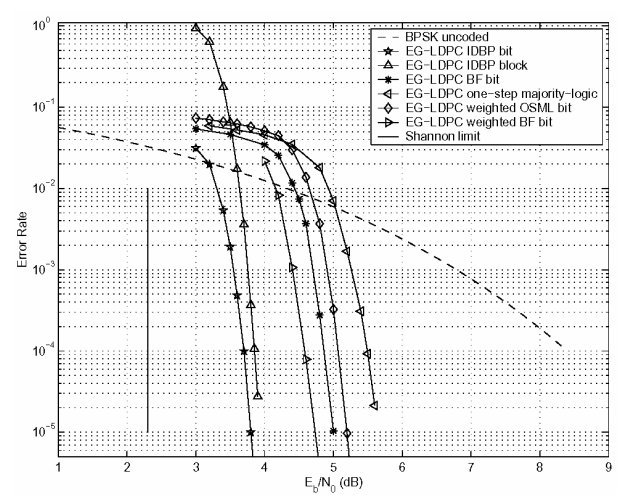 BPSK uncoded
EG-LDPC IDBP bit
EG-LDPC IDBP block
EG-LDPC BF bit
EG-LDPC one-step majority-logic
EG-LDPC weighted OSML bit
EG-LDPC weighted BF bit
Shannon limit
10^0
10^-1
10^-2
10^-3
10^-4
10^-5
10^-6
Error Rate
1 2 3 4 5 6 7 8 9
E_b/N_0 (dB)